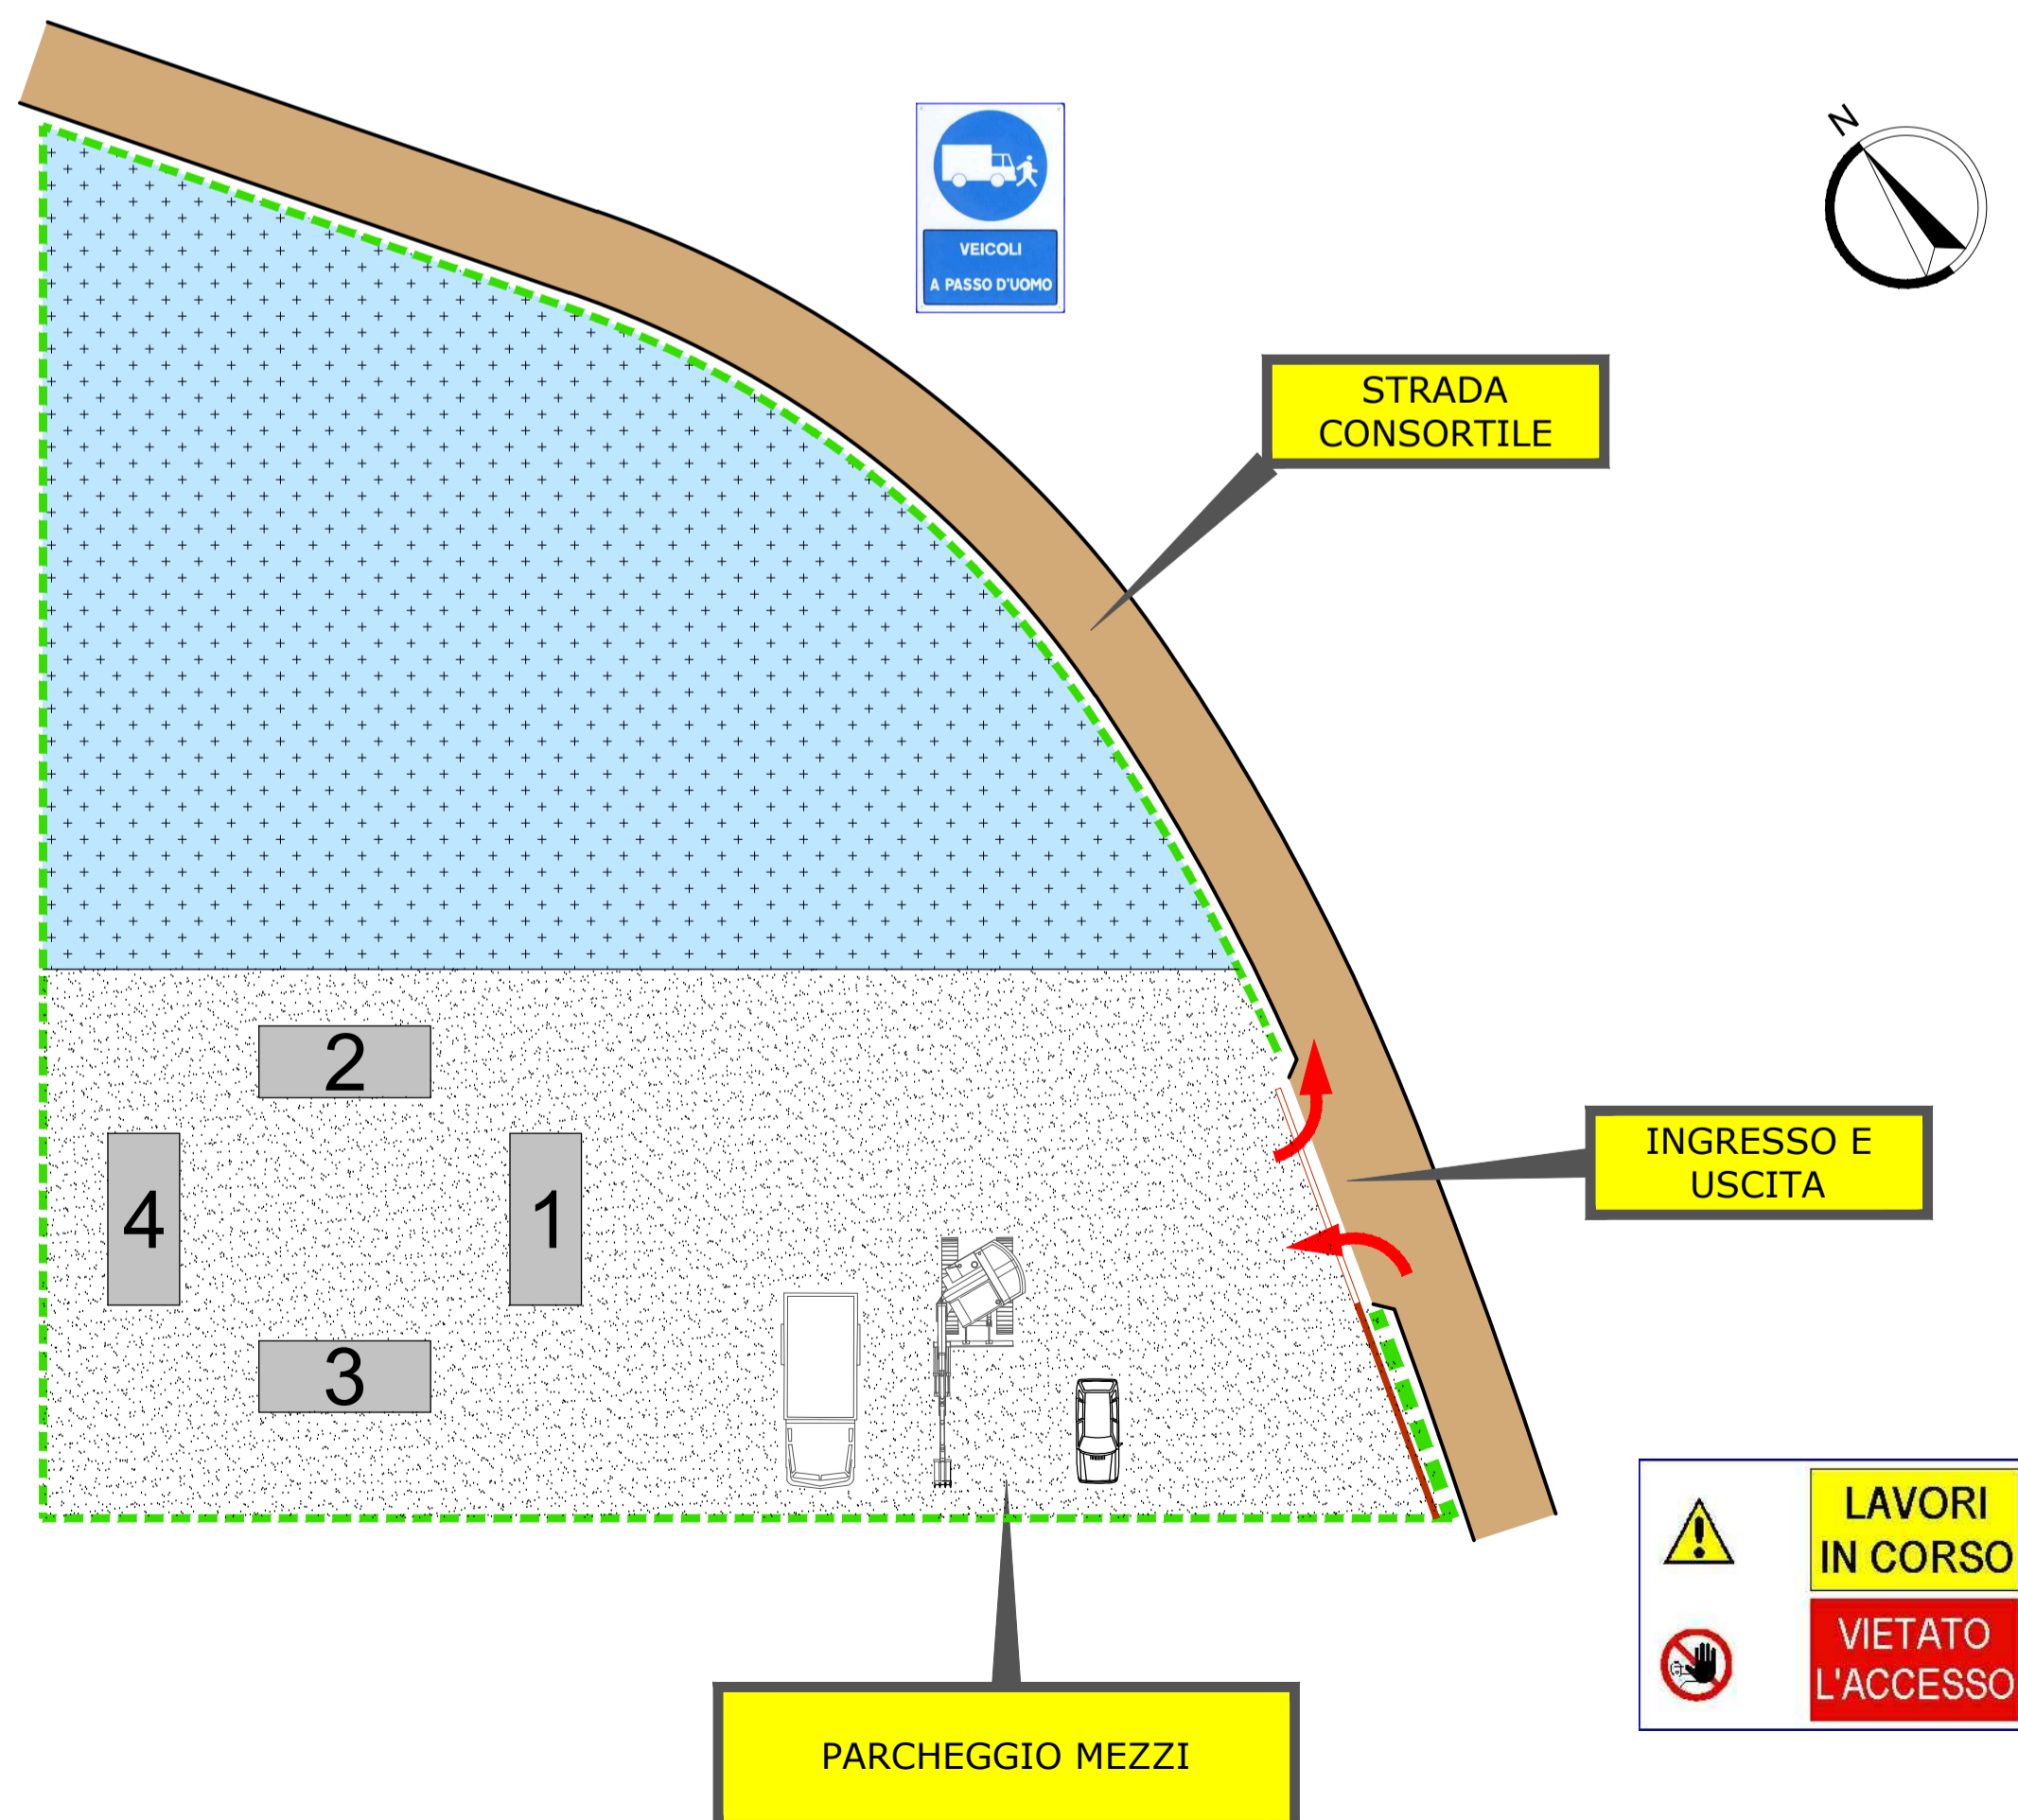 N
VEICOLI
A PASSO D'UOMO
STRADA
CONSORTILE
2
4
1
3
INGRESSO E
USCITA
LAVORI
IN CORSO
VIETATO
L'ACCESSO
PARCHEGGIO MEZZI